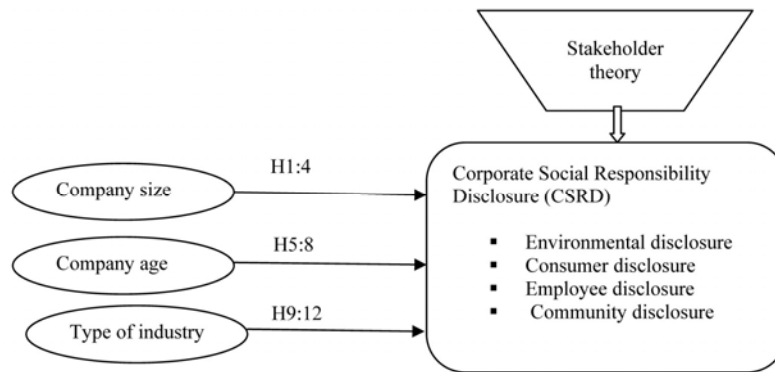 Stakeholder
theory
H1:4
Company size
Corporate Social Responsibility
Disclosure (CSRD)
H5:8
Company age
▪ Environmental disclosure
▪ Consumer disclosure
▪ Employee disclosure
▪ Community disclosure
H9:12
Type of industry